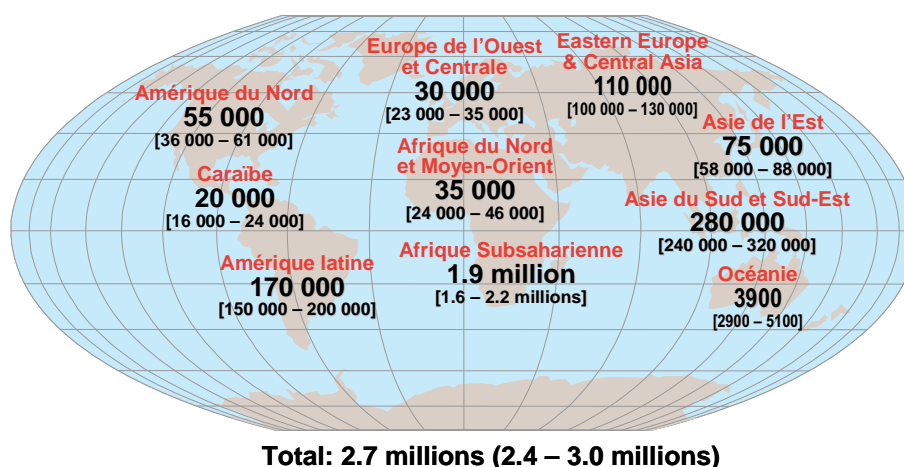 Europe de l'Ouest
et Centrale
30 000
[23 000 – 35 000]
Eastern Europe
& Central Asia
110 000
[100 000 – 130 000]
Amérique du Nord
55 000
[36 000 – 61 000]
Asie de l'Est
75 000
[58 000 – 88 000]
Afrique du Nord
et Moyen-Orient
35 000
[24 000 – 46 000]
Caraïbe
20 000
[16 000 – 24 000]
Asie du Sud et Sud-Est
280 000
[240 000 – 320 000]
Amérique latine
170 000
[150 000 – 200 000]
Afrique Subsaharienne
1.9 million
[1.6 – 2.2 millions]
Océanie
3900
[2900 – 5100]
Total: 2.7 millions (2.4 – 3.0 millions)